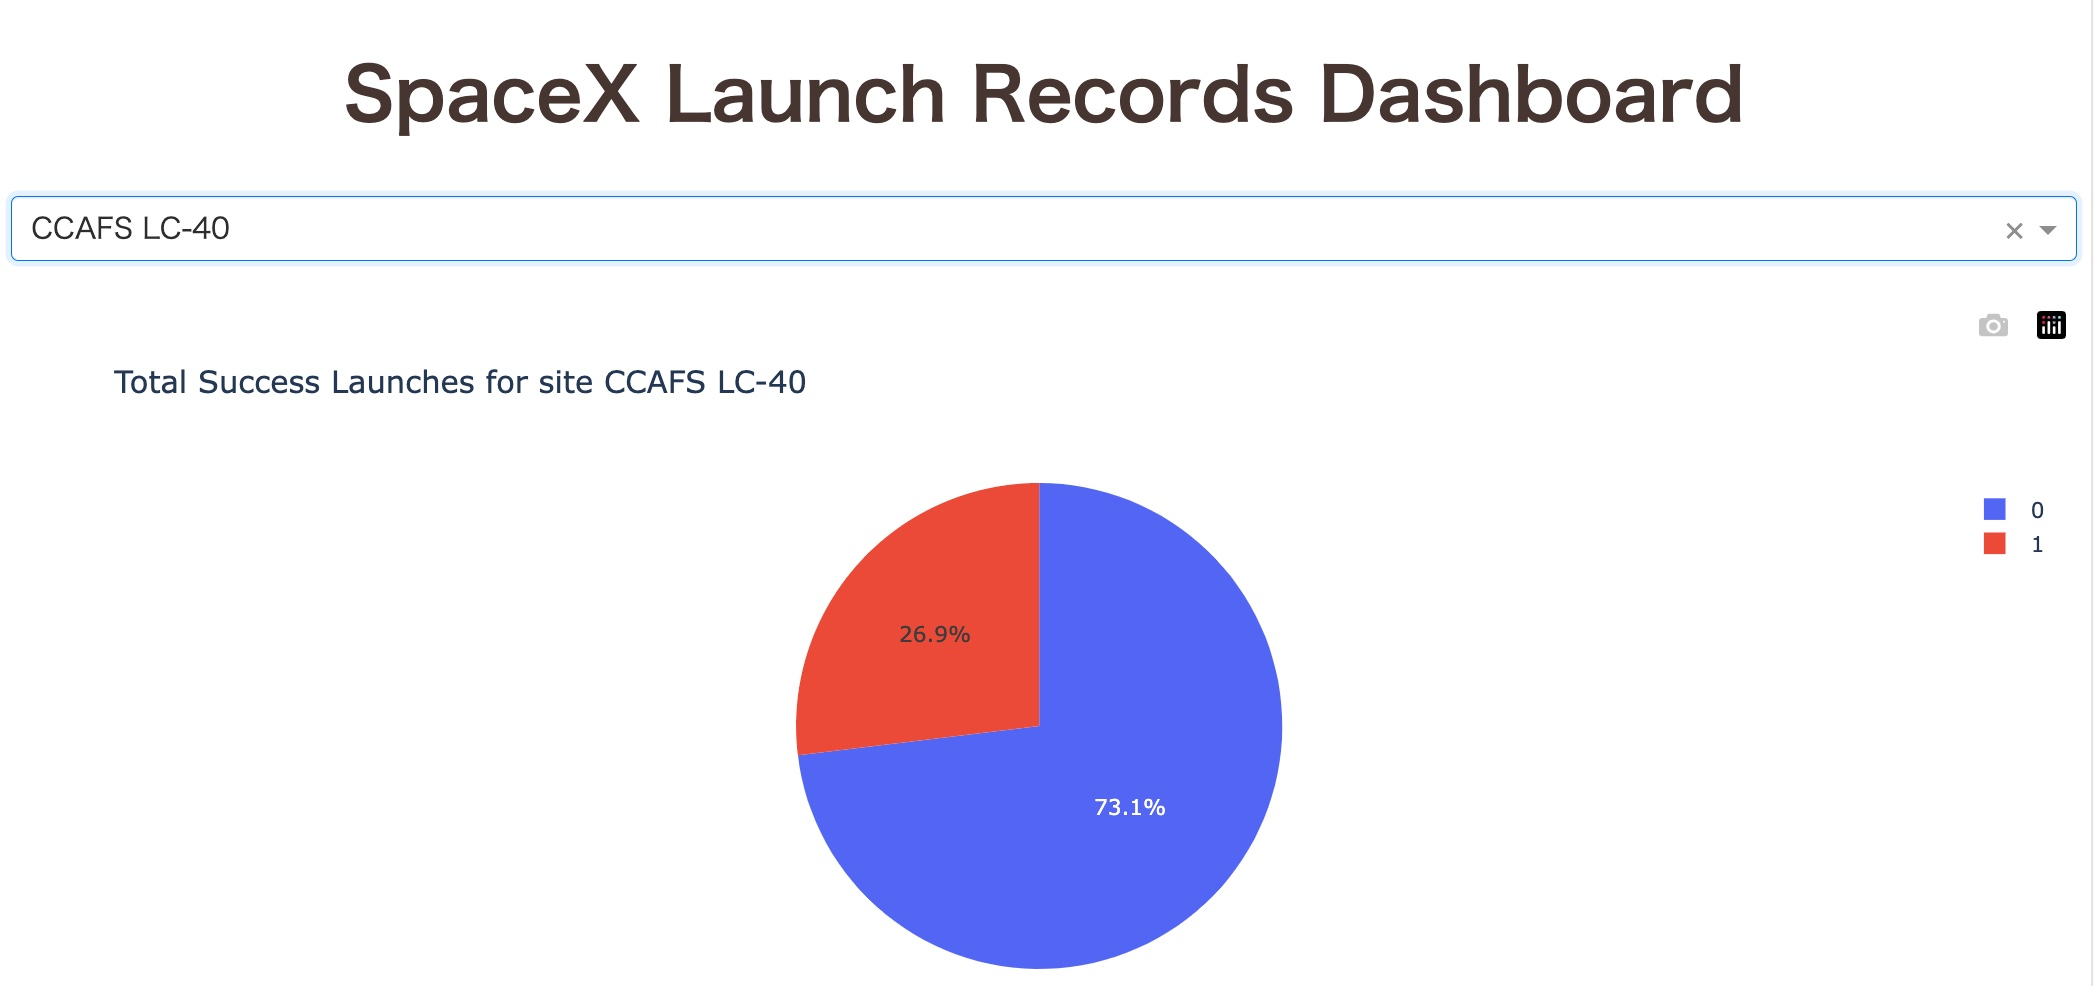 SpaceX Launch Records Dashboard
CCAFS LC-40
Total Success Launches for site CCAFS LC-40
0
1
26.9%
73.1%